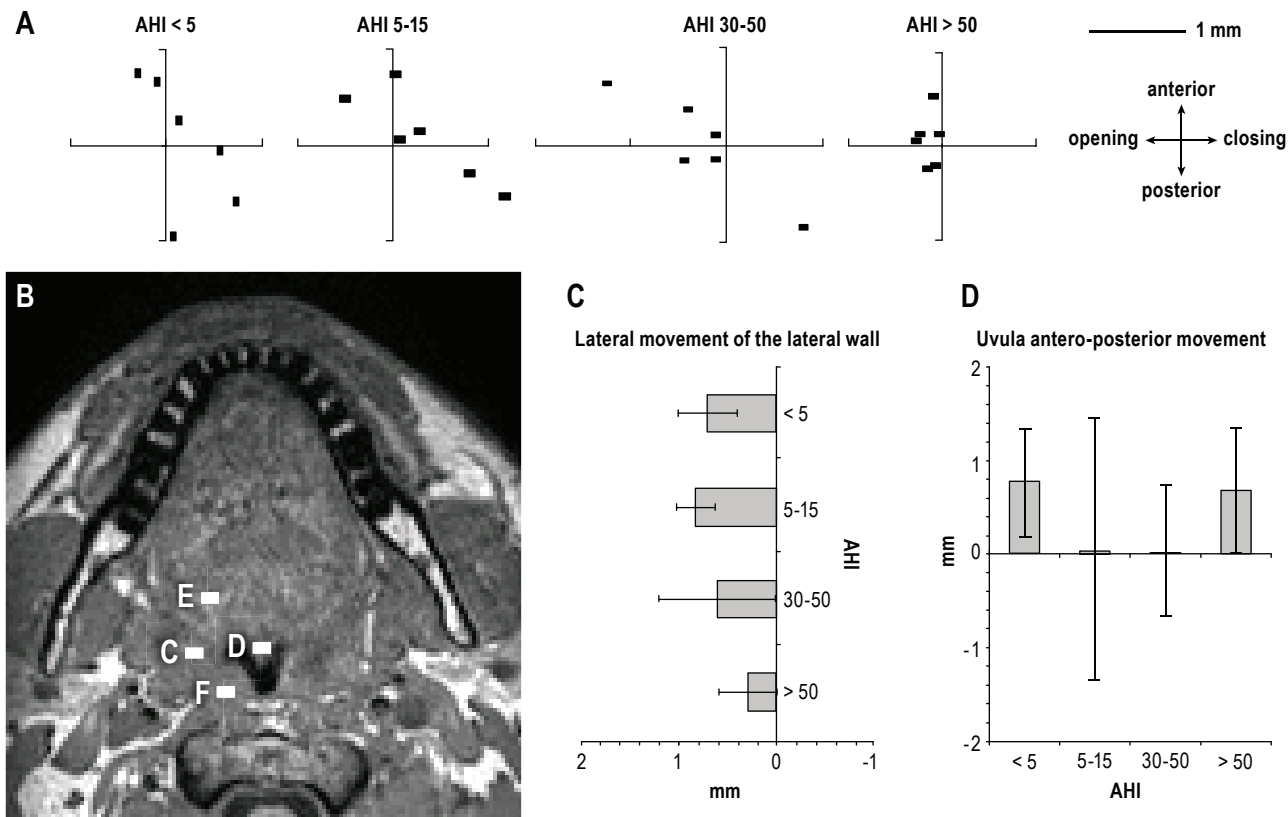 A
AHI < 5
AHI 5-15
AHI 30-50
AHI > 50
1 mm
anterior
opening
closing
posterior
B
E
C
D
F
C
Lateral movement of the lateral wall
< 5
5-15
30-50
> 50
AHI
2 1 0 -1
mm
D
Uvula antero-posterior movement
2
1
0
-1
-2
mm
< 5 5-15 30-50 > 50
AHI